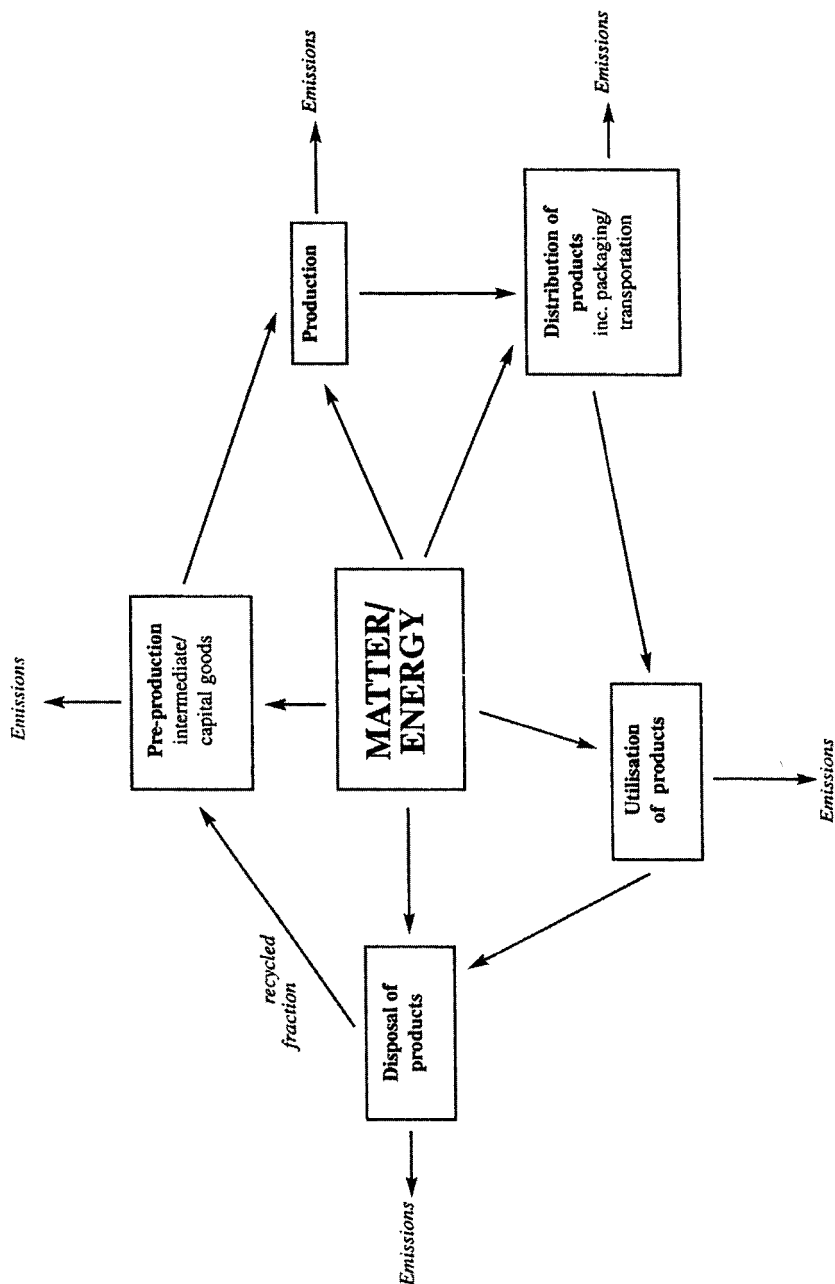 Emissions
Pre-production
intermediate/
capital goods
Production
Emissions
recycled
fraction
MATTER/
ENERGY
Emissions
Disposal of
products
Distribution of
products
inc. packaging/
transportation
Emissions
Utilisation
of products
Emissions